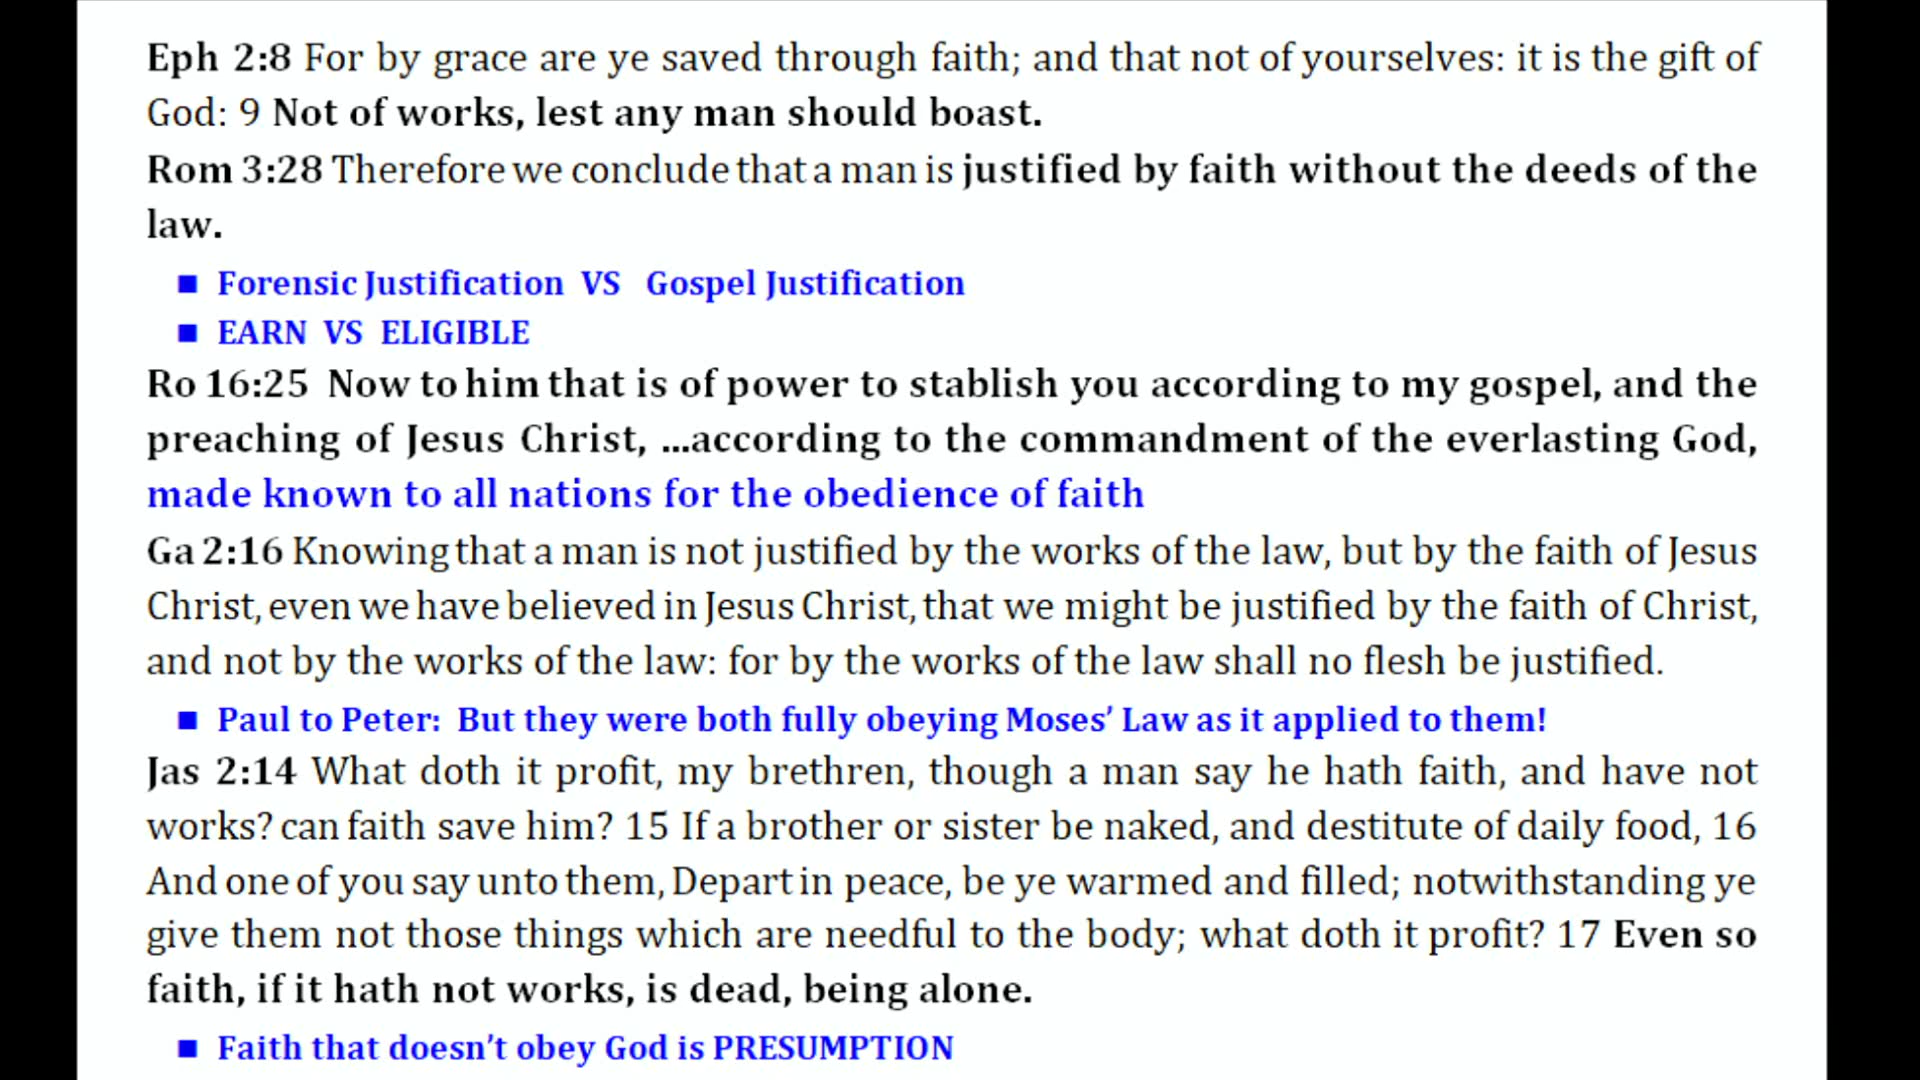 Eph 2:8 For by grace are ye saved through faith; and that not of yourselves: it is the gift of
God: 9 Not of works, lest any man should boast.
Rom 3:28 Therefore we conclude that a man is justified by faith without the deeds of the
law.
■ Forensic Justification VS Gospel Justification
■ EARN VS ELIGIBLE
Ro 16:25 Now to him that is of power to stablish you according to my gospel, and the
preaching of Jesus Christ, ...according to the commandment of the everlasting God,
made known to all nations for the obedience of faith
Ga 2:16 Knowing that a man is not justified by the works of the law, but by the faith of Jesus
Christ, even we have believed in Jesus Christ, that we might be justified by the faith of Christ,
and not by the works of the law: for by the works of the law shall no flesh be justified.
■ Paul to Peter: But they were both fully obeying Moses’ Law as it applied to them!
Jas 2:14 What doth it profit, my brethren, though a man say he hath faith, and have not
works? can faith save him? 15 If a brother or sister be naked, and destitute of daily food, 16
And one of you say unto them, Depart in peace, be ye warmed and filled; notwithstanding ye
give them not those things which are needful to the body; what doth it profit? 17 Even so
faith, if it hath not works, is dead, being alone.
■ Faith that doesn’t obey God is PRESUMPTION